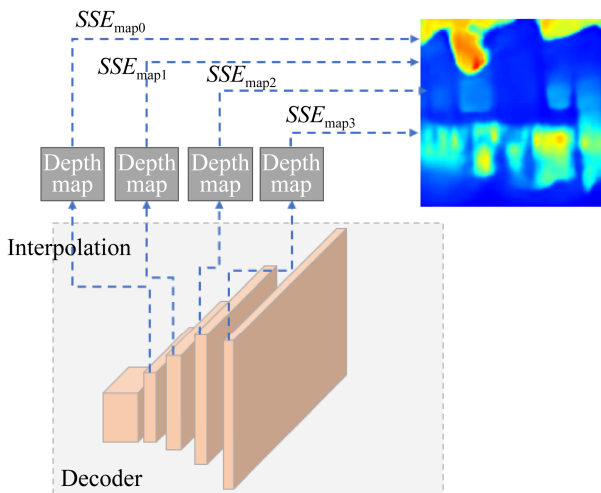 SSEmap0
SSEmap1
SSEmap2
SSEmap3
Depth
map
Depth
map
Depth
map
Depth
map
Interpolation
Decoder